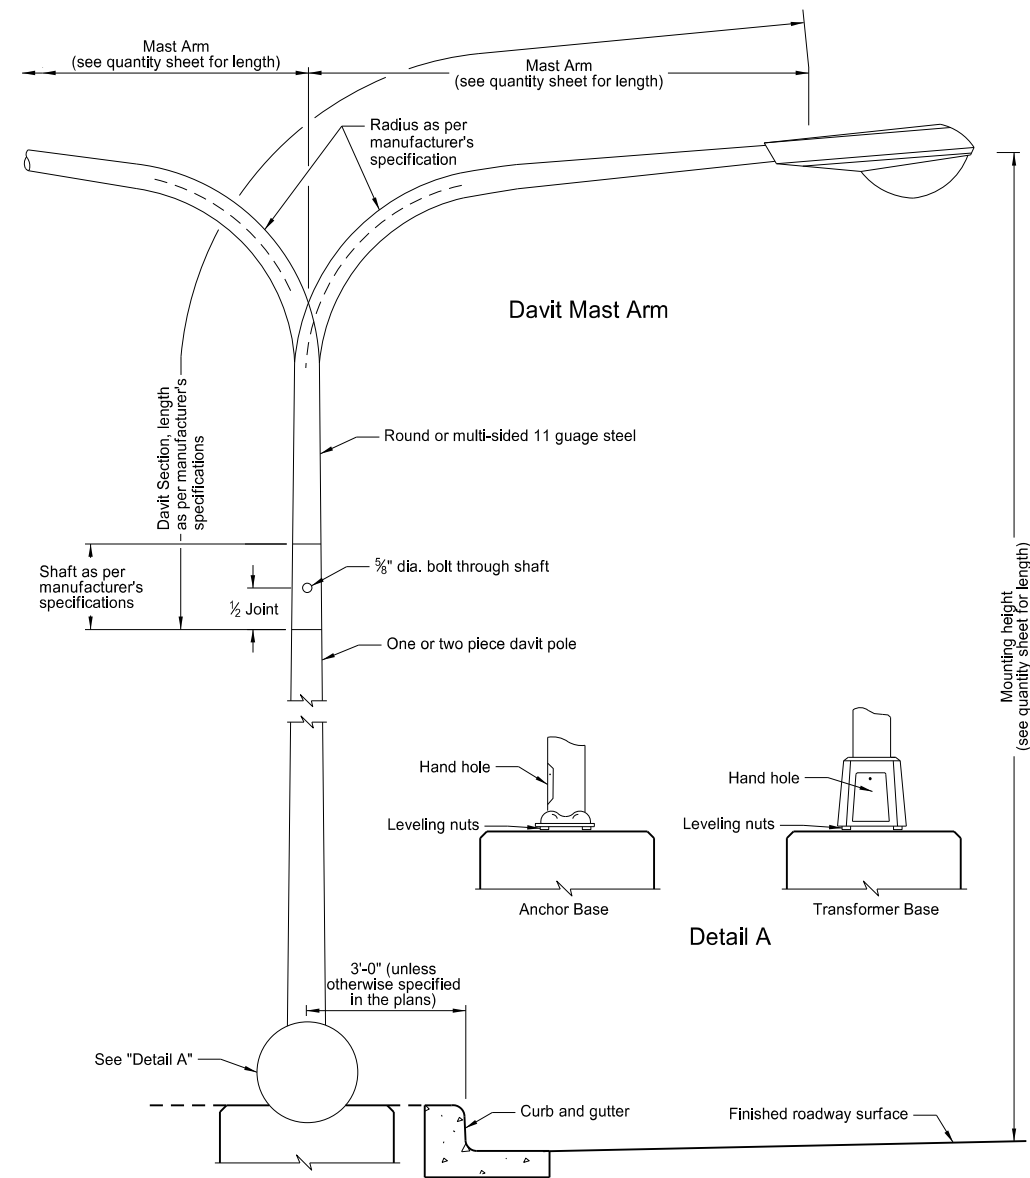 Mast Arm
(see quantity sheet for length)
Mast Arm
(see quantity sheet for length)
Radius as per
manufacturer's
specification
Davit Mast Arm
Davit Section, length
as per manufacturer's
specifications
Round or multi-sided 11 guage steel
Shaft as per
manufacturer's
specifications
⅝" dia. bolt through shaft
½ Joint
One or two piece davit pole
Mounting height
(see quantity sheet for length)
Hand hole
Leveling nuts
Anchor Base
Hand hole
Leveling nuts
Transformer Base
Detail A
3'-0" (unless
otherwise specified
in the plans)
See "Detail A"
Curb and gutter
Finished roadway surface